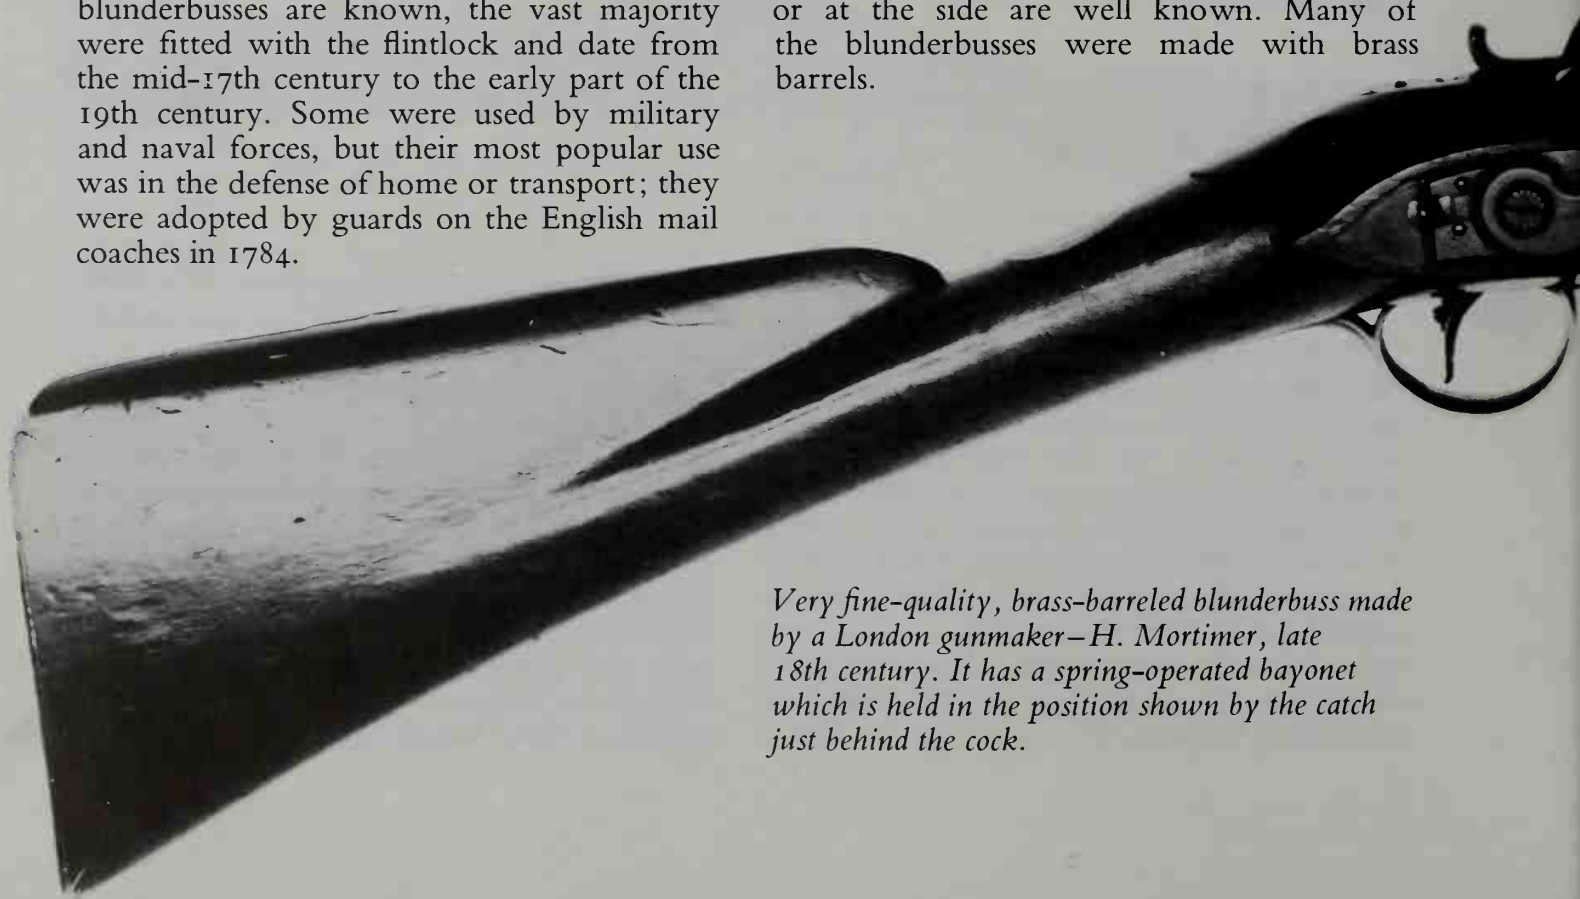 blunderbusses are known, the vast majority
were fitted with the flintlock and date from
the mid-17th century to the early part of the
19th century. Some were used by military
and naval forces, but their most popular use
was in the defense of home or transport; they
were adopted by guards on the English mail
coaches in 1784.
or at the side are well known. Many of
the blunderbusses were made with brass
barrels.
Very fine-quality, brass-barreled blunderbuss made
by a London gunmaker–H. Mortimer, late
18th century. It has a spring-operated bayonet
which is held in the position shown by the catch
just behind the cock.